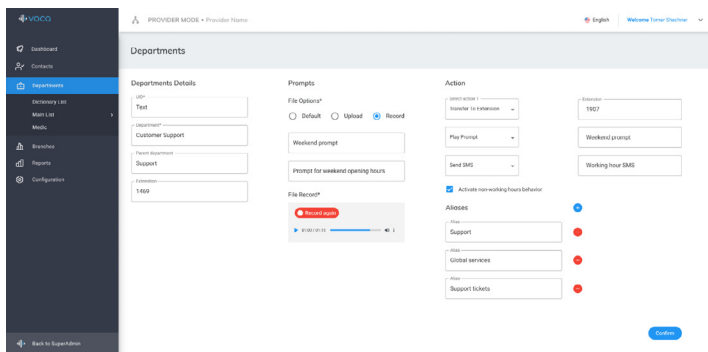 voca
PROVIDER MODE • Provider Name
English
Welcome Tomer Shechner
Dashboard
Contacts
Departments
Dictionary List
Main List
Medic
Branches
Reports
Configuration
Back to SuperAdmin
Departments
Departments Details
UID*
Text
Department*
Customer Support
Parent department
Support
Extension
1469
Prompts
File Options*
Default
Upload
Record
Weekend prompt
Prompt for weekend opening hours
File Record*
Record again
Action
Select action 1
Transfer To Extension
Extension
1907
Play Prompt
Weekend prompt
Send SMS
Working hour SMS
Activate non-working hours behavior
Aliases
Alias
Support
Alias
Global services
Alias
Support tickets
Confirm